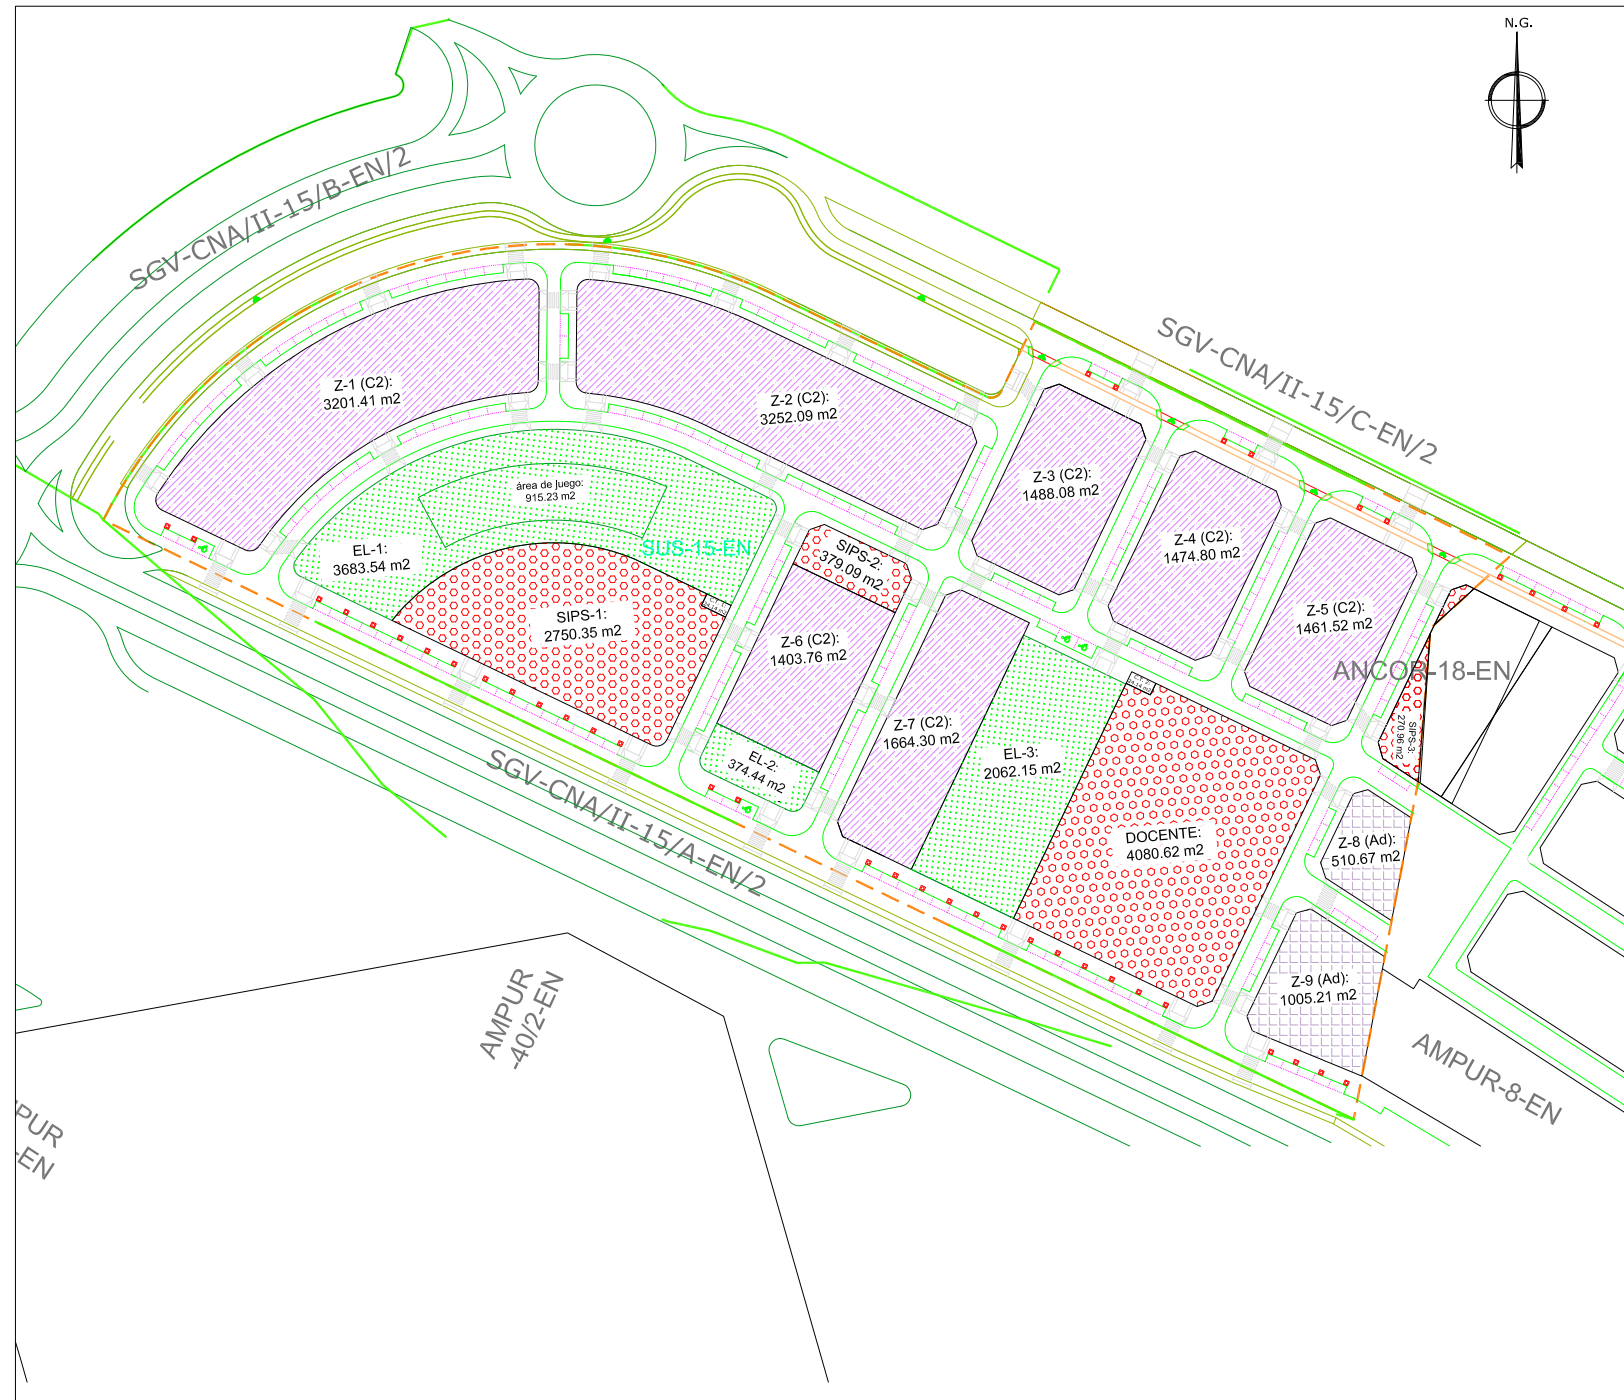 N.G.
SGV-CNA/II-15/B-EN/2
SGV-CNA/II-15/C-EN/2
Z-1 (C2):
3201.41 m2
Z-2 (C2):
3252.09 m2
Z-3 (C2):
1488.08 m2
área de juego:
915.23 m2
Z-4 (C2):
1474.80 m2
SUS-15-EN
EL-1:
3683.54 m2
SIPS-2:
379.09 m2
Z-5 (C2):
1461.52 m2
SIPS-1:
2750.35 m2
Z-6 (C2):
1403.76 m2
ANCOR-18-EN
SIPS-3:
270.96 m2
Z-7 (C2):
1664.30 m2
EL-2:
374.44 m2
EL-3:
2062.15 m2
SGV-CNA/II-15/A-EN/2
DOCENTE:
4080.62 m2
Z-8 (Ad):
510.67 m2
Z-9 (Ad):
1005.21 m2
AMPUR
-40/2-EN
AMPUR-8-EN
IPUR
-EN